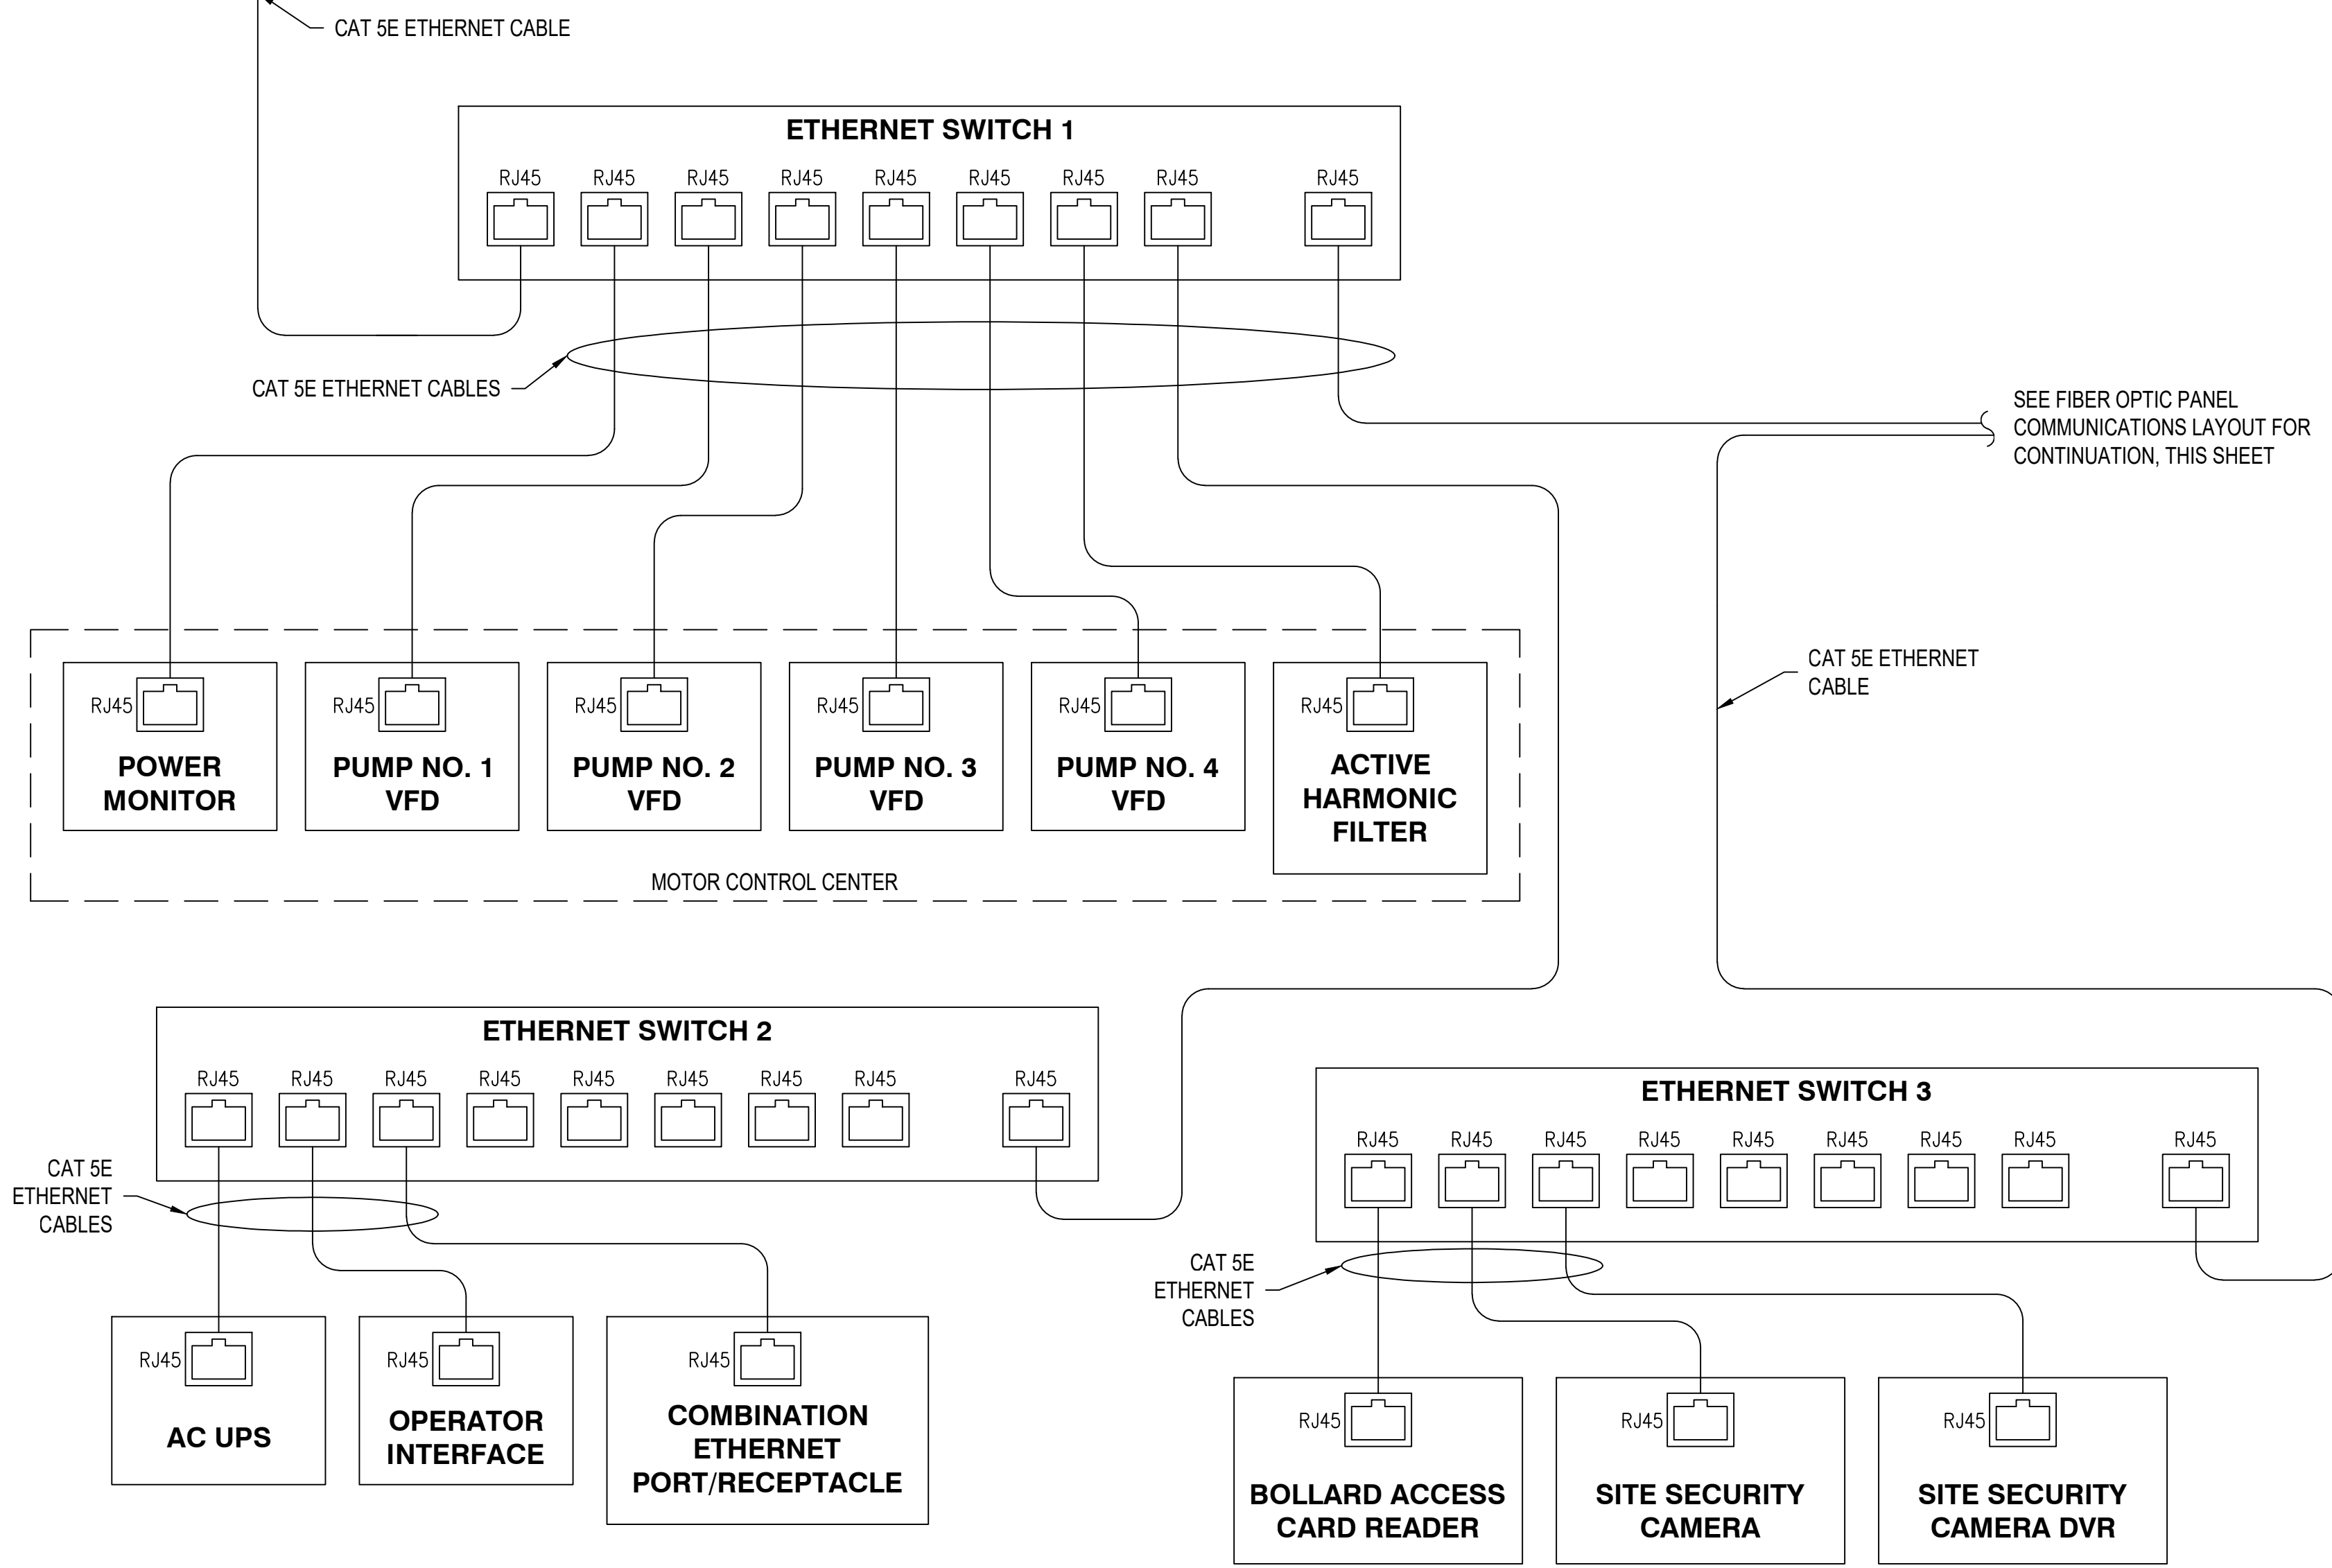 CAT 5E ETHERNET CABLE
ETHERNET SWITCH 1
RJ45 RJ45 RJ45 RJ45 RJ45 RJ45 RJ45 RJ45 RJ45
CAT 5E ETHERNET CABLES
SEE FIBER OPTIC PANEL
COMMUNICATIONS LAYOUT FOR
CONTINUATION, THIS SHEET
CAT 5E ETHERNET
CABLE
RJ45
POWER
MONITOR
RJ45
PUMP NO. 1
VFD
RJ45
PUMP NO. 2
VFD
RJ45
PUMP NO. 3
VFD
RJ45
PUMP NO. 4
VFD
RJ45
ACTIVE
HARMONIC
FILTER
MOTOR CONTROL CENTER
ETHERNET SWITCH 2
RJ45 RJ45 RJ45 RJ45 RJ45 RJ45 RJ45 RJ45 RJ45
CAT 5E
ETHERNET
CABLES
RJ45
AC UPS
RJ45
OPERATOR
INTERFACE
RJ45
COMBINATION
ETHERNET
PORT/RECEPTACLE
ETHERNET SWITCH 3
RJ45 RJ45 RJ45 RJ45 RJ45 RJ45 RJ45 RJ45 RJ45
CAT 5E
ETHERNET
CABLES
RJ45
BOLLARD ACCESS
CARD READER
RJ45
SITE SECURITY
CAMERA
RJ45
SITE SECURITY
CAMERA DVR